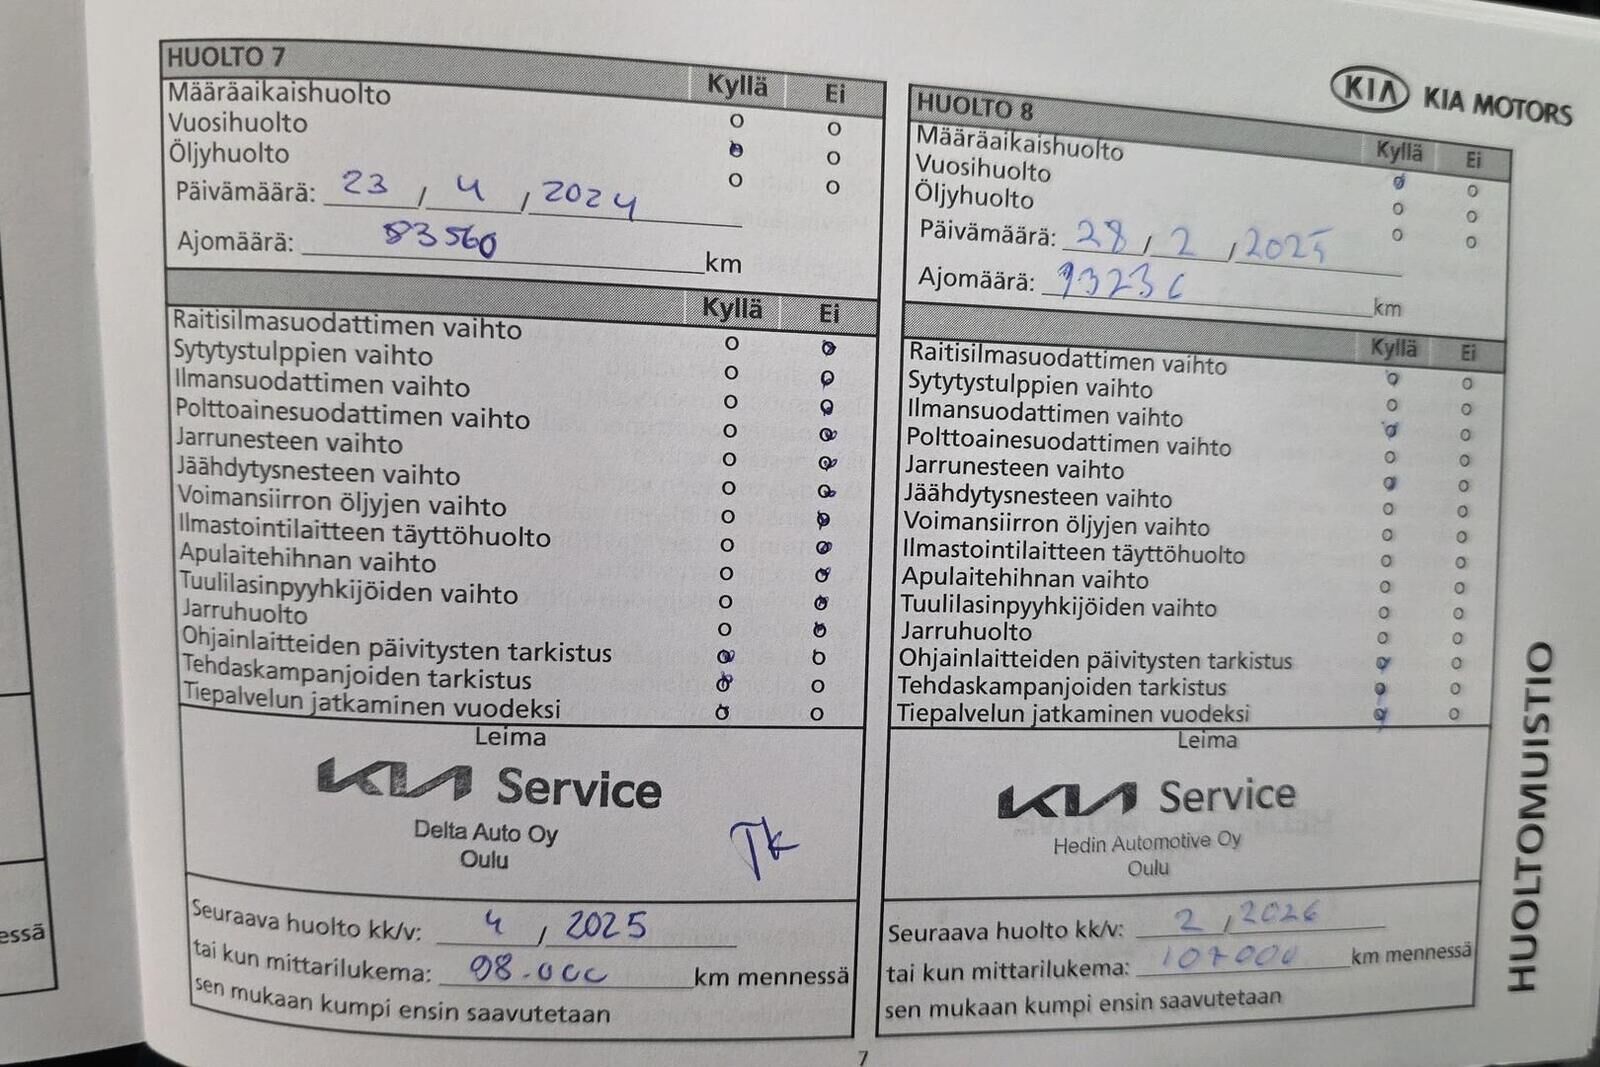 HUOLTO 7
Kyllä Ei
Määräaikaishuolto
Vuosihuolto
Öljyhuolto
Päivämäärä: 23 / 4 / 2024
Ajomäärä: 83560 km
Kyllä Ei
Raitisilmasuodattimen vaihto
Sytytystulppien vaihto
Ilmansuodattimen vaihto
Polttoainesuodattimen vaihto
Jarrunesteen vaihto
Jäähdytysnesteen vaihto
Voimansiirron öljyjen vaihto
Ilmastointilaitteen täyttöhuolto
Apulaitehihnan vaihto
Tuulilasinpyyhkijöiden vaihto
Jarruhuolto
Ohjainlaitteiden päivitysten tarkistus
Tehdaskampanjoiden tarkistus
Tiepalvelun jatkaminen vuodeksi
Leima
KIA Service
Delta Auto Oy
Oulu
TK
Seuraava huolto kk/v: 4 / 2025
tai kun mittarilukema: 98.000 km mennessä
sen mukaan kumpi ensin saavutetaan
KIA KIA MOTORS
HUOLTO 8
Kyllä Ei
Määräaikaishuolto
Vuosihuolto
Öljyhuolto
Päivämäärä: 28 / 2 / 2025
Ajomäärä: 93236 km
Kyllä Ei
Raitisilmasuodattimen vaihto
Sytytystulppien vaihto
Ilmansuodattimen vaihto
Polttoainesuodattimen vaihto
Jarrunesteen vaihto
Jäähdytysnesteen vaihto
Voimansiirron öljyjen vaihto
Ilmastointilaitteen täyttöhuolto
Apulaitehihnan vaihto
Tuulilasinpyyhkijöiden vaihto
Jarruhuolto
Ohjainlaitteiden päivitysten tarkistus
Tehdaskampanjoiden tarkistus
Tiepalvelun jatkaminen vuodeksi
Leima
KIA Service
Hedin Automotive Oy
Oulu
Seuraava huolto kk/v: 2 / 2026
tai kun mittarilukema: 107000 km mennessä
sen mukaan kumpi ensin saavutetaan
HUOLTOMUISTIO
7